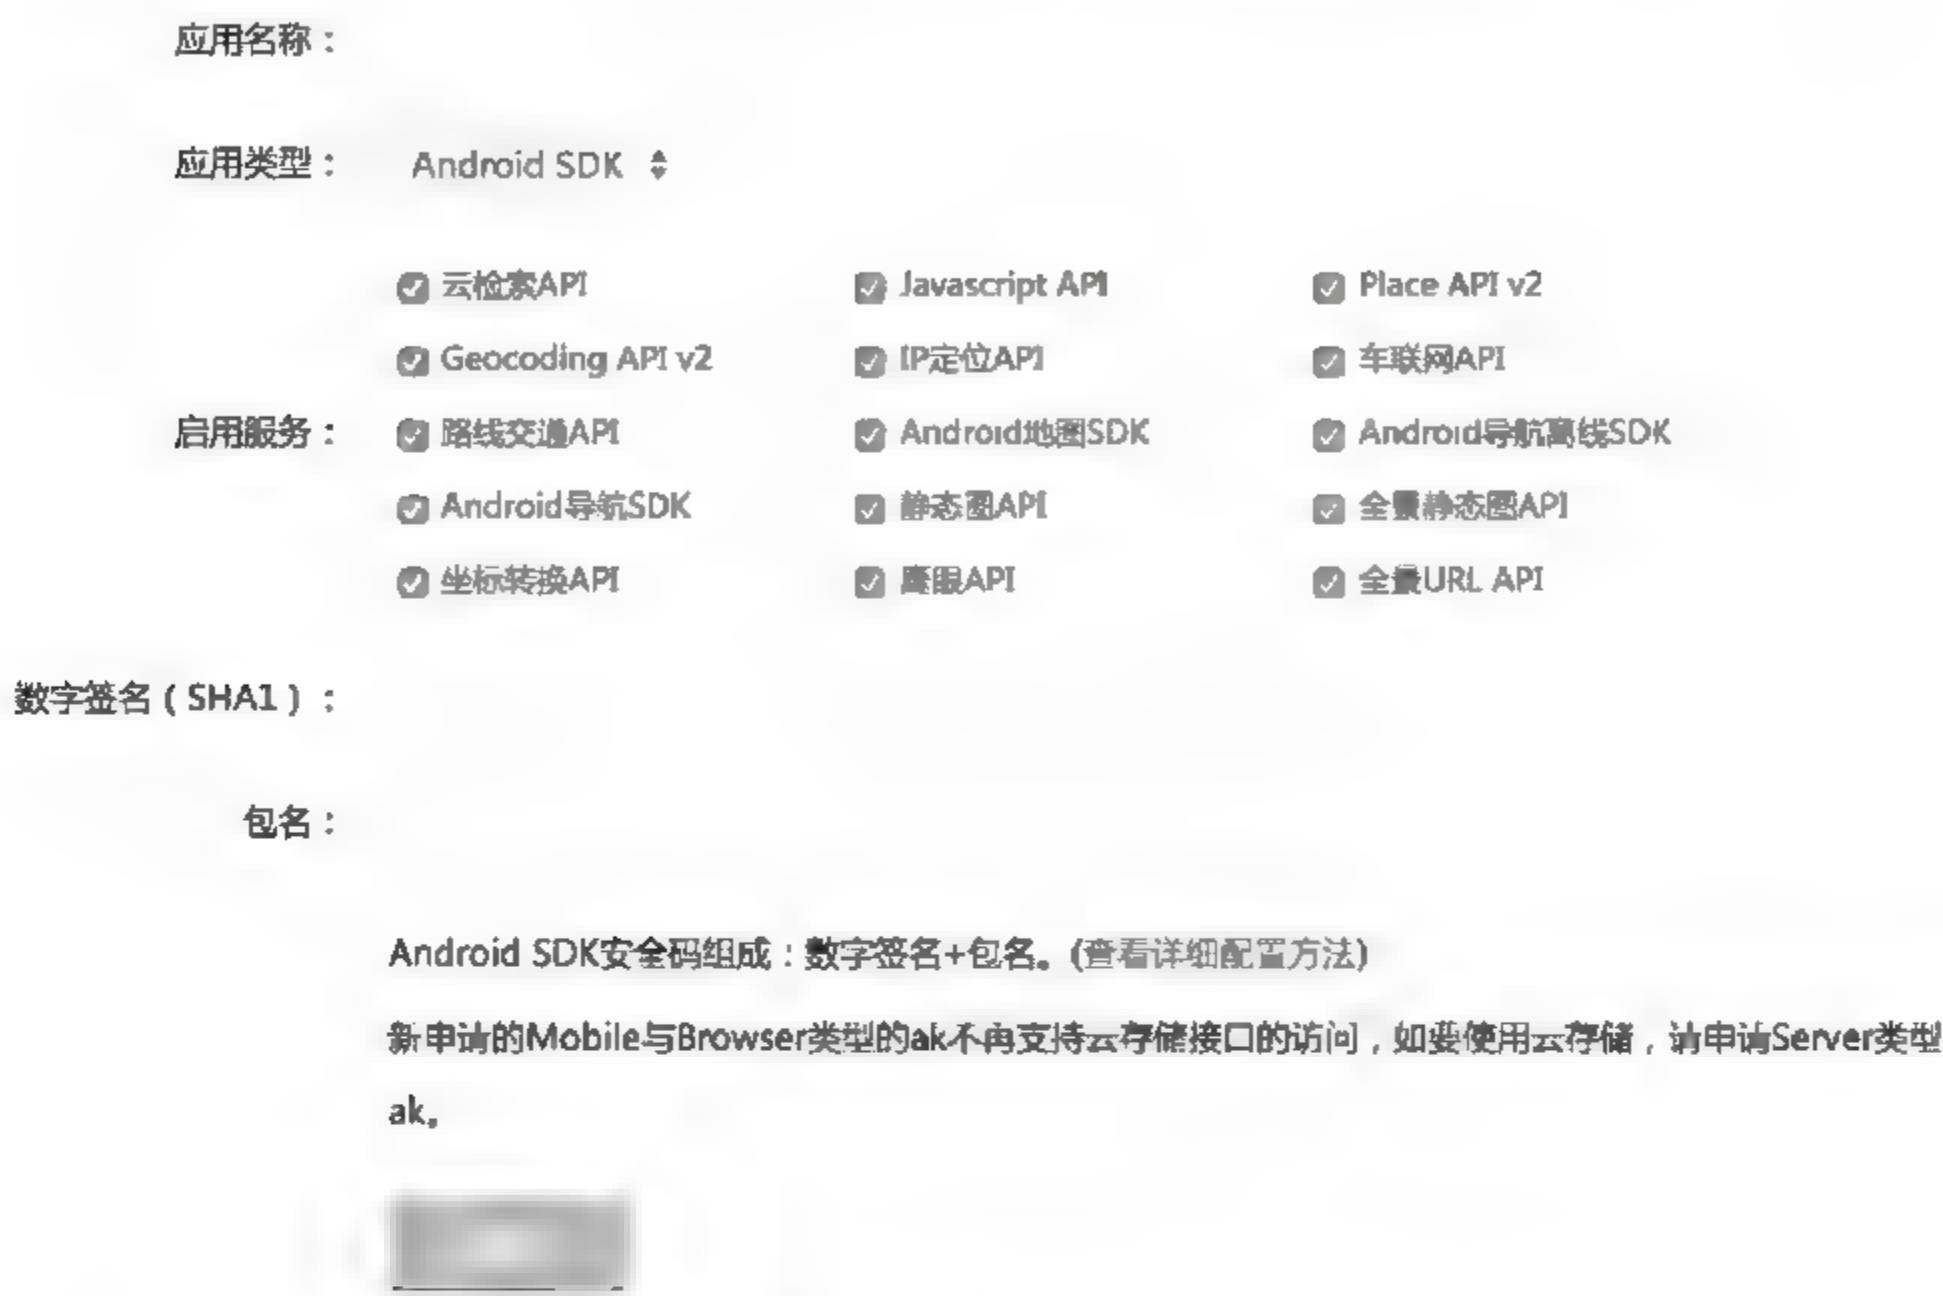 应用名称：
应用类型： Android SDK
云检索API Javascript API Place API v2
Geocoding API v2 IP定位API 车联网API
启用服务： 路线交通API Android地图SDK Android导航离线SDK
Android导航SDK 静态图API 全景静态图API
坐标转换API 鹰眼API 全景URL API
数字签名（SHA1）：
包名：
Android SDK安全码组成：数字签名+包名。(查看详细配置方法)
新申请的Mobile与Browser类型的ak不再支持云存储接口的访问，如要使用云存储，请申请Server类型
ak。